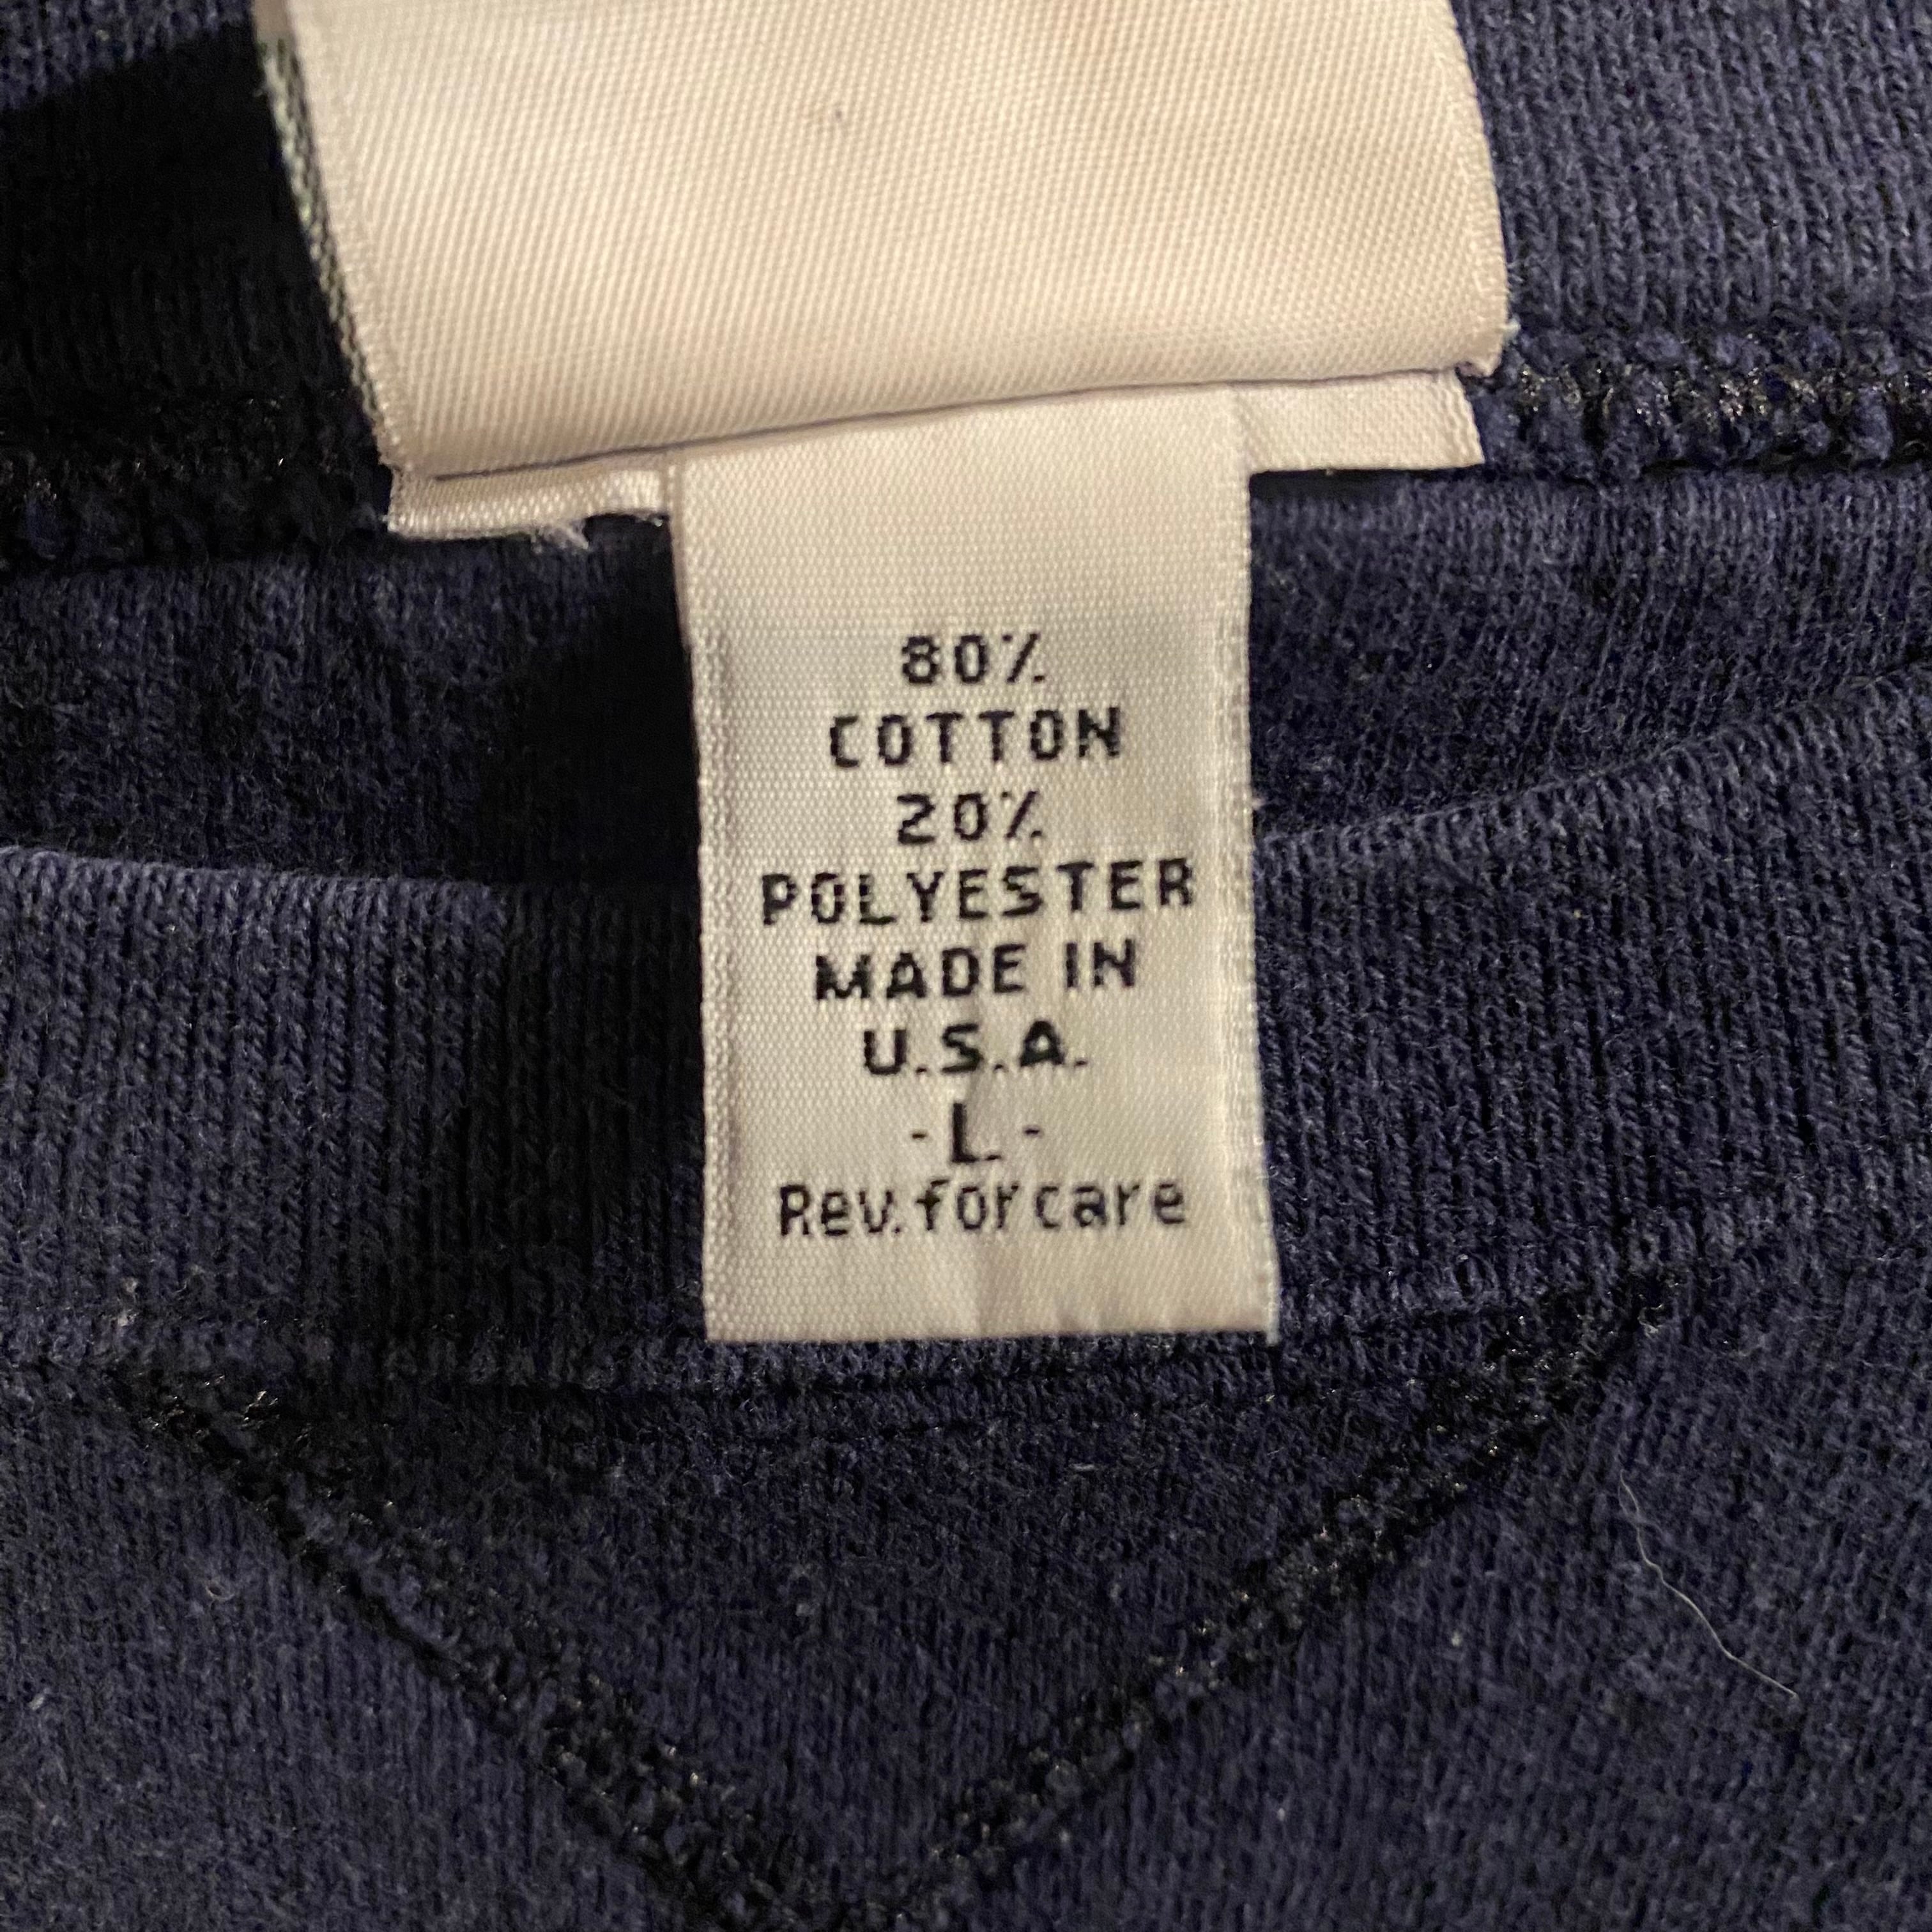 80%
COTTON
20%
POLYESTER
MADE IN
U.S.A.
- L -
Rev. for care